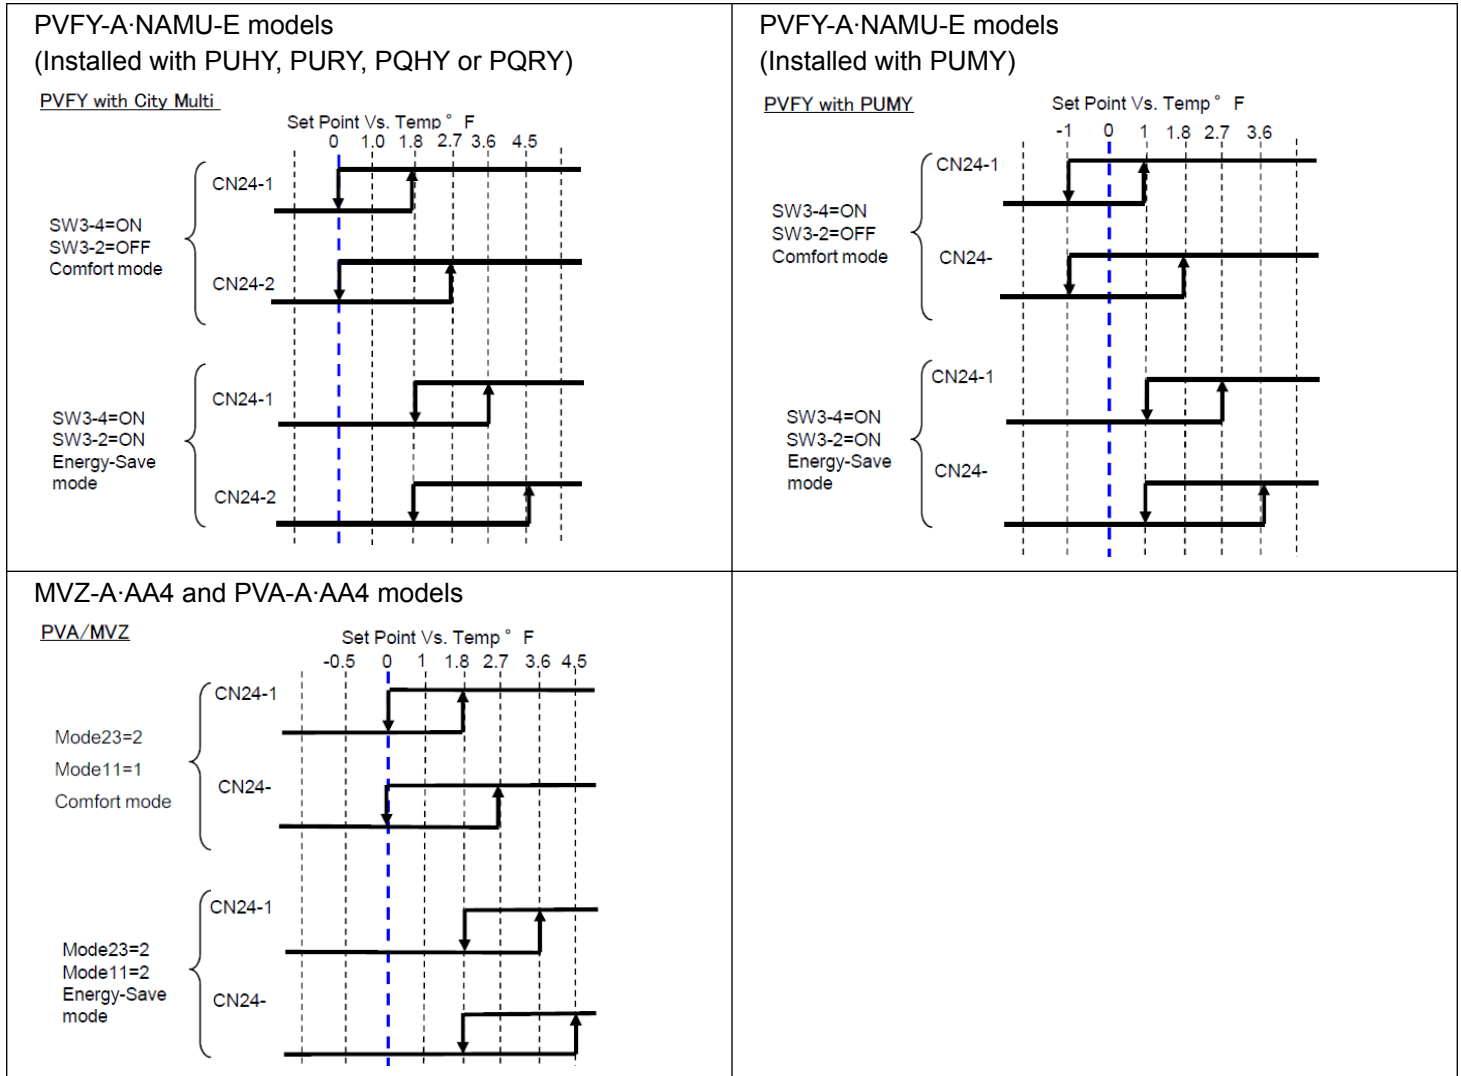 PVFY-A·NAMU-E models
(Installed with PUHY, PURY, PQHY or PQRY)
PVFY with City Multi
Set Point Vs. Temp ° F
0 1.0 1.8 2.7 3.6 4.5
CN24-1
SW3-4=ON
SW3-2=OFF
Comfort mode
CN24-2
CN24-1
SW3-4=ON
SW3-2=ON
Energy-Save
mode
CN24-2
PVFY-A·NAMU-E models
(Installed with PUMY)
PVFY with PUMY
Set Point Vs. Temp ° F
-1 0 1 1.8 2.7 3.6
CN24-1
SW3-4=ON
SW3-2=OFF
Comfort mode
CN24-
CN24-1
SW3-4=ON
SW3-2=ON
Energy-Save
mode
CN24-
MVZ-A·AA4 and PVA-A·AA4 models
PVA/MVZ
Set Point Vs. Temp ° F
-0.5 0 1 1.8 2.7 3.6 4.5
CN24-1
Mode23=2
Mode11=1
Comfort mode
CN24-
CN24-1
Mode23=2
Mode11=2
Energy-Save
mode
CN24-